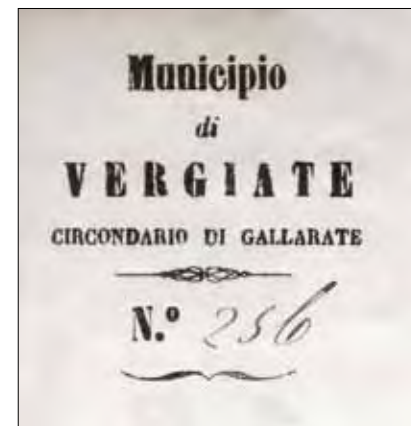 Municipio
di
VERGIATE
CIRCONDARIO DI GALLARATE
N.º 256